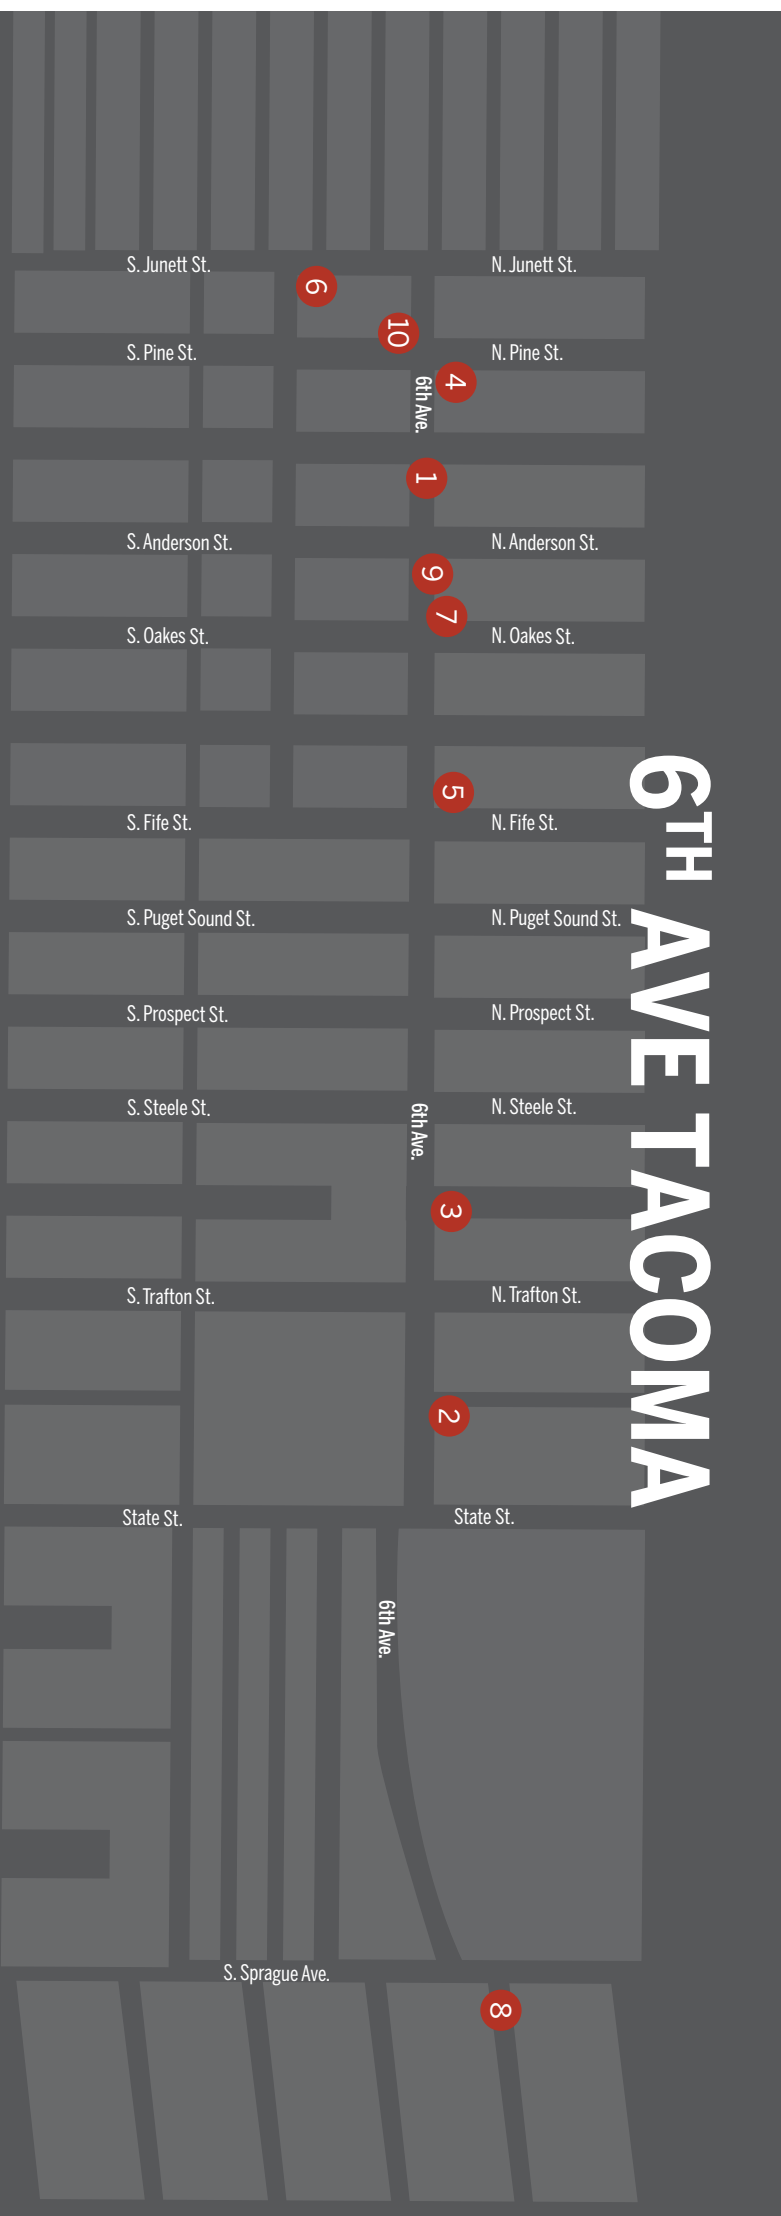 S. Junett St.
N. Junett St.
6
10
S. Pine St.
N. Pine St.
4
6th Ave.
1
S. Anderson St.
N. Anderson St.
9
7
S. Oakes St.
N. Oakes St.
6TH AVE TACOMA
5
S. Fife St.
N. Fife St.
S. Puget Sound St.
N. Puget Sound St.
S. Prospect St.
N. Prospect St.
S. Steele St.
N. Steele St.
6th Ave.
3
S. Trafton St.
N. Trafton St.
2
State St.
State St.
6th Ave.
S. Sprague Ave.
8